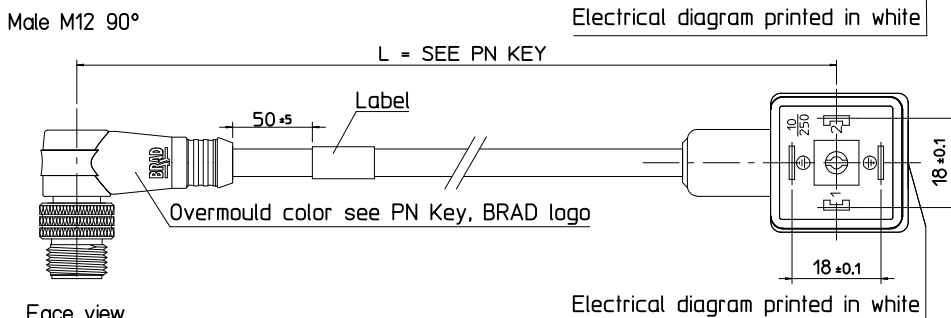 Male M12 90°
Electrical diagram printed in white
L = SEE PN KEY
Label
50 ±5
BRAD
10
250
2
1
18 ±0.1
Overmould color see PN Key, BRAD logo
18 ±0.1
Electrical diagram printed in white
Face view